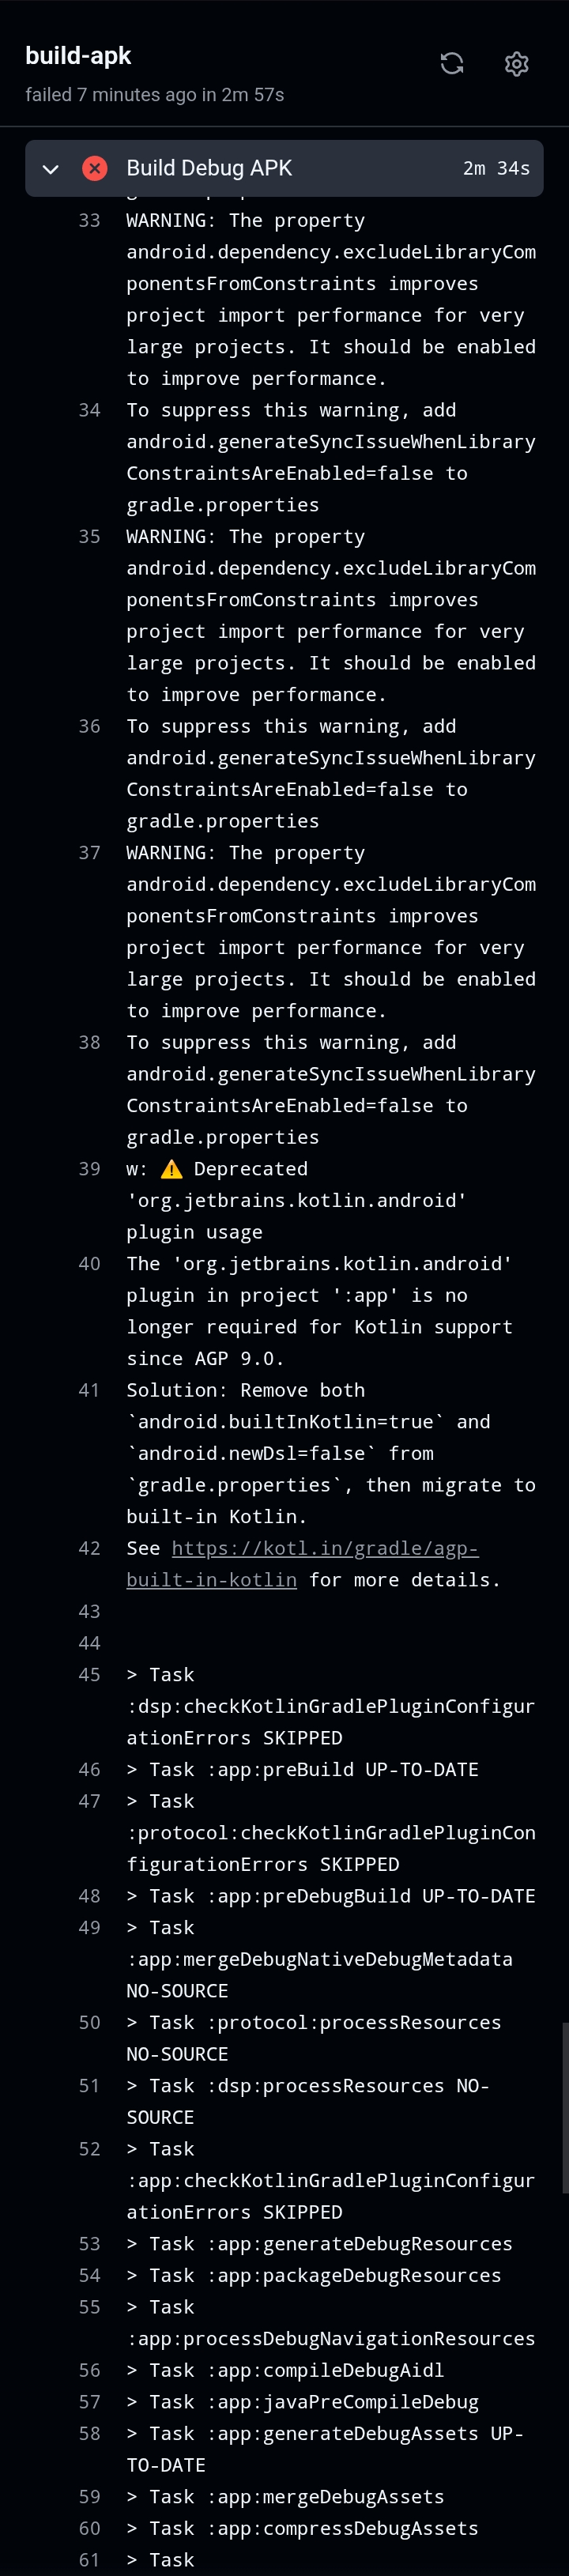 build-apk
failed 7 minutes ago in 2m 57s
Build Debug APK 2m 34s
33 WARNING: The property
android.dependency.excludeLibraryCom
ponentsFromConstraints improves
project import performance for very
large projects. It should be enabled
to improve performance.
34 To suppress this warning, add
android.generateSyncIssueWhenLibrary
ConstraintsAreEnabled=false to
gradle.properties
35 WARNING: The property
android.dependency.excludeLibraryCom
ponentsFromConstraints improves
project import performance for very
large projects. It should be enabled
to improve performance.
36 To suppress this warning, add
android.generateSyncIssueWhenLibrary
ConstraintsAreEnabled=false to
gradle.properties
37 WARNING: The property
android.dependency.excludeLibraryCom
ponentsFromConstraints improves
project import performance for very
large projects. It should be enabled
to improve performance.
38 To suppress this warning, add
android.generateSyncIssueWhenLibrary
ConstraintsAreEnabled=false to
gradle.properties
39 w: ⚠️ Deprecated
'org.jetbrains.kotlin.android'
plugin usage
40 The 'org.jetbrains.kotlin.android'
plugin in project ':app' is no
longer required for Kotlin support
since AGP 9.0.
41 Solution: Remove both
`android.builtInKotlin=true` and
`android.newDsl=false` from
`gradle.properties`, then migrate to
built-in Kotlin.
42 See https://kotl.in/gradle/agp-
built-in-kotlin for more details.
43
44
45 > Task
:dsp:checkKotlinGradlePluginConfigur
ationErrors SKIPPED
46 > Task :app:preBuild UP-TO-DATE
47 > Task
:protocol:checkKotlinGradlePluginCon
figurationErrors SKIPPED
48 > Task :app:preDebugBuild UP-TO-DATE
49 > Task
:app:mergeDebugNativeDebugMetadata
NO-SOURCE
50 > Task :protocol:processResources
NO-SOURCE
51 > Task :dsp:processResources NO-
SOURCE
52 > Task
:app:checkKotlinGradlePluginConfigur
ationErrors SKIPPED
53 > Task :app:generateDebugResources
54 > Task :app:packageDebugResources
55 > Task
:app:processDebugNavigationResources
56 > Task :app:compileDebugAidl
57 > Task :app:javaPreCompileDebug
58 > Task :app:generateDebugAssets UP-
TO-DATE
59 > Task :app:mergeDebugAssets
60 > Task :app:compressDebugAssets
61 > Task